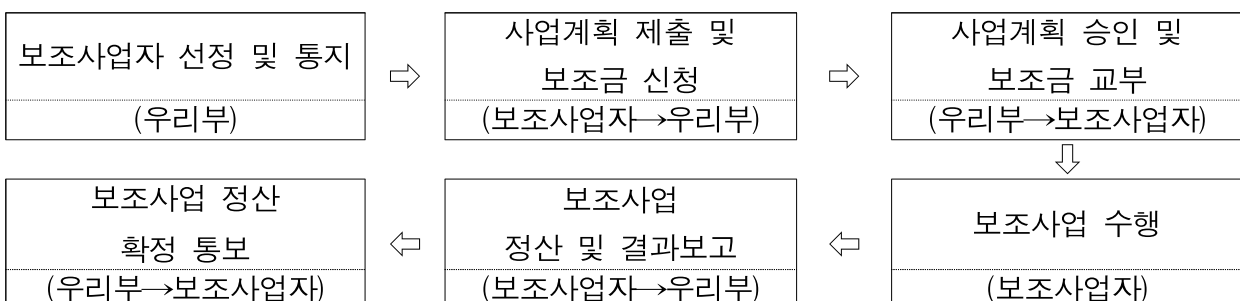 보조사업자 선정 및 통지
(우리부)
⇨
사업계획 제출 및
보조금 신청
(보조사업자→우리부)
⇨
사업계획 승인 및
보조금 교부
(우리부→보조사업자)
⇩
보조사업 수행
(보조사업자)
⇦
보조사업
정산 및 결과보고
(보조사업자→우리부)
⇦
보조사업 정산
확정 통보
(우리부→보조사업자)